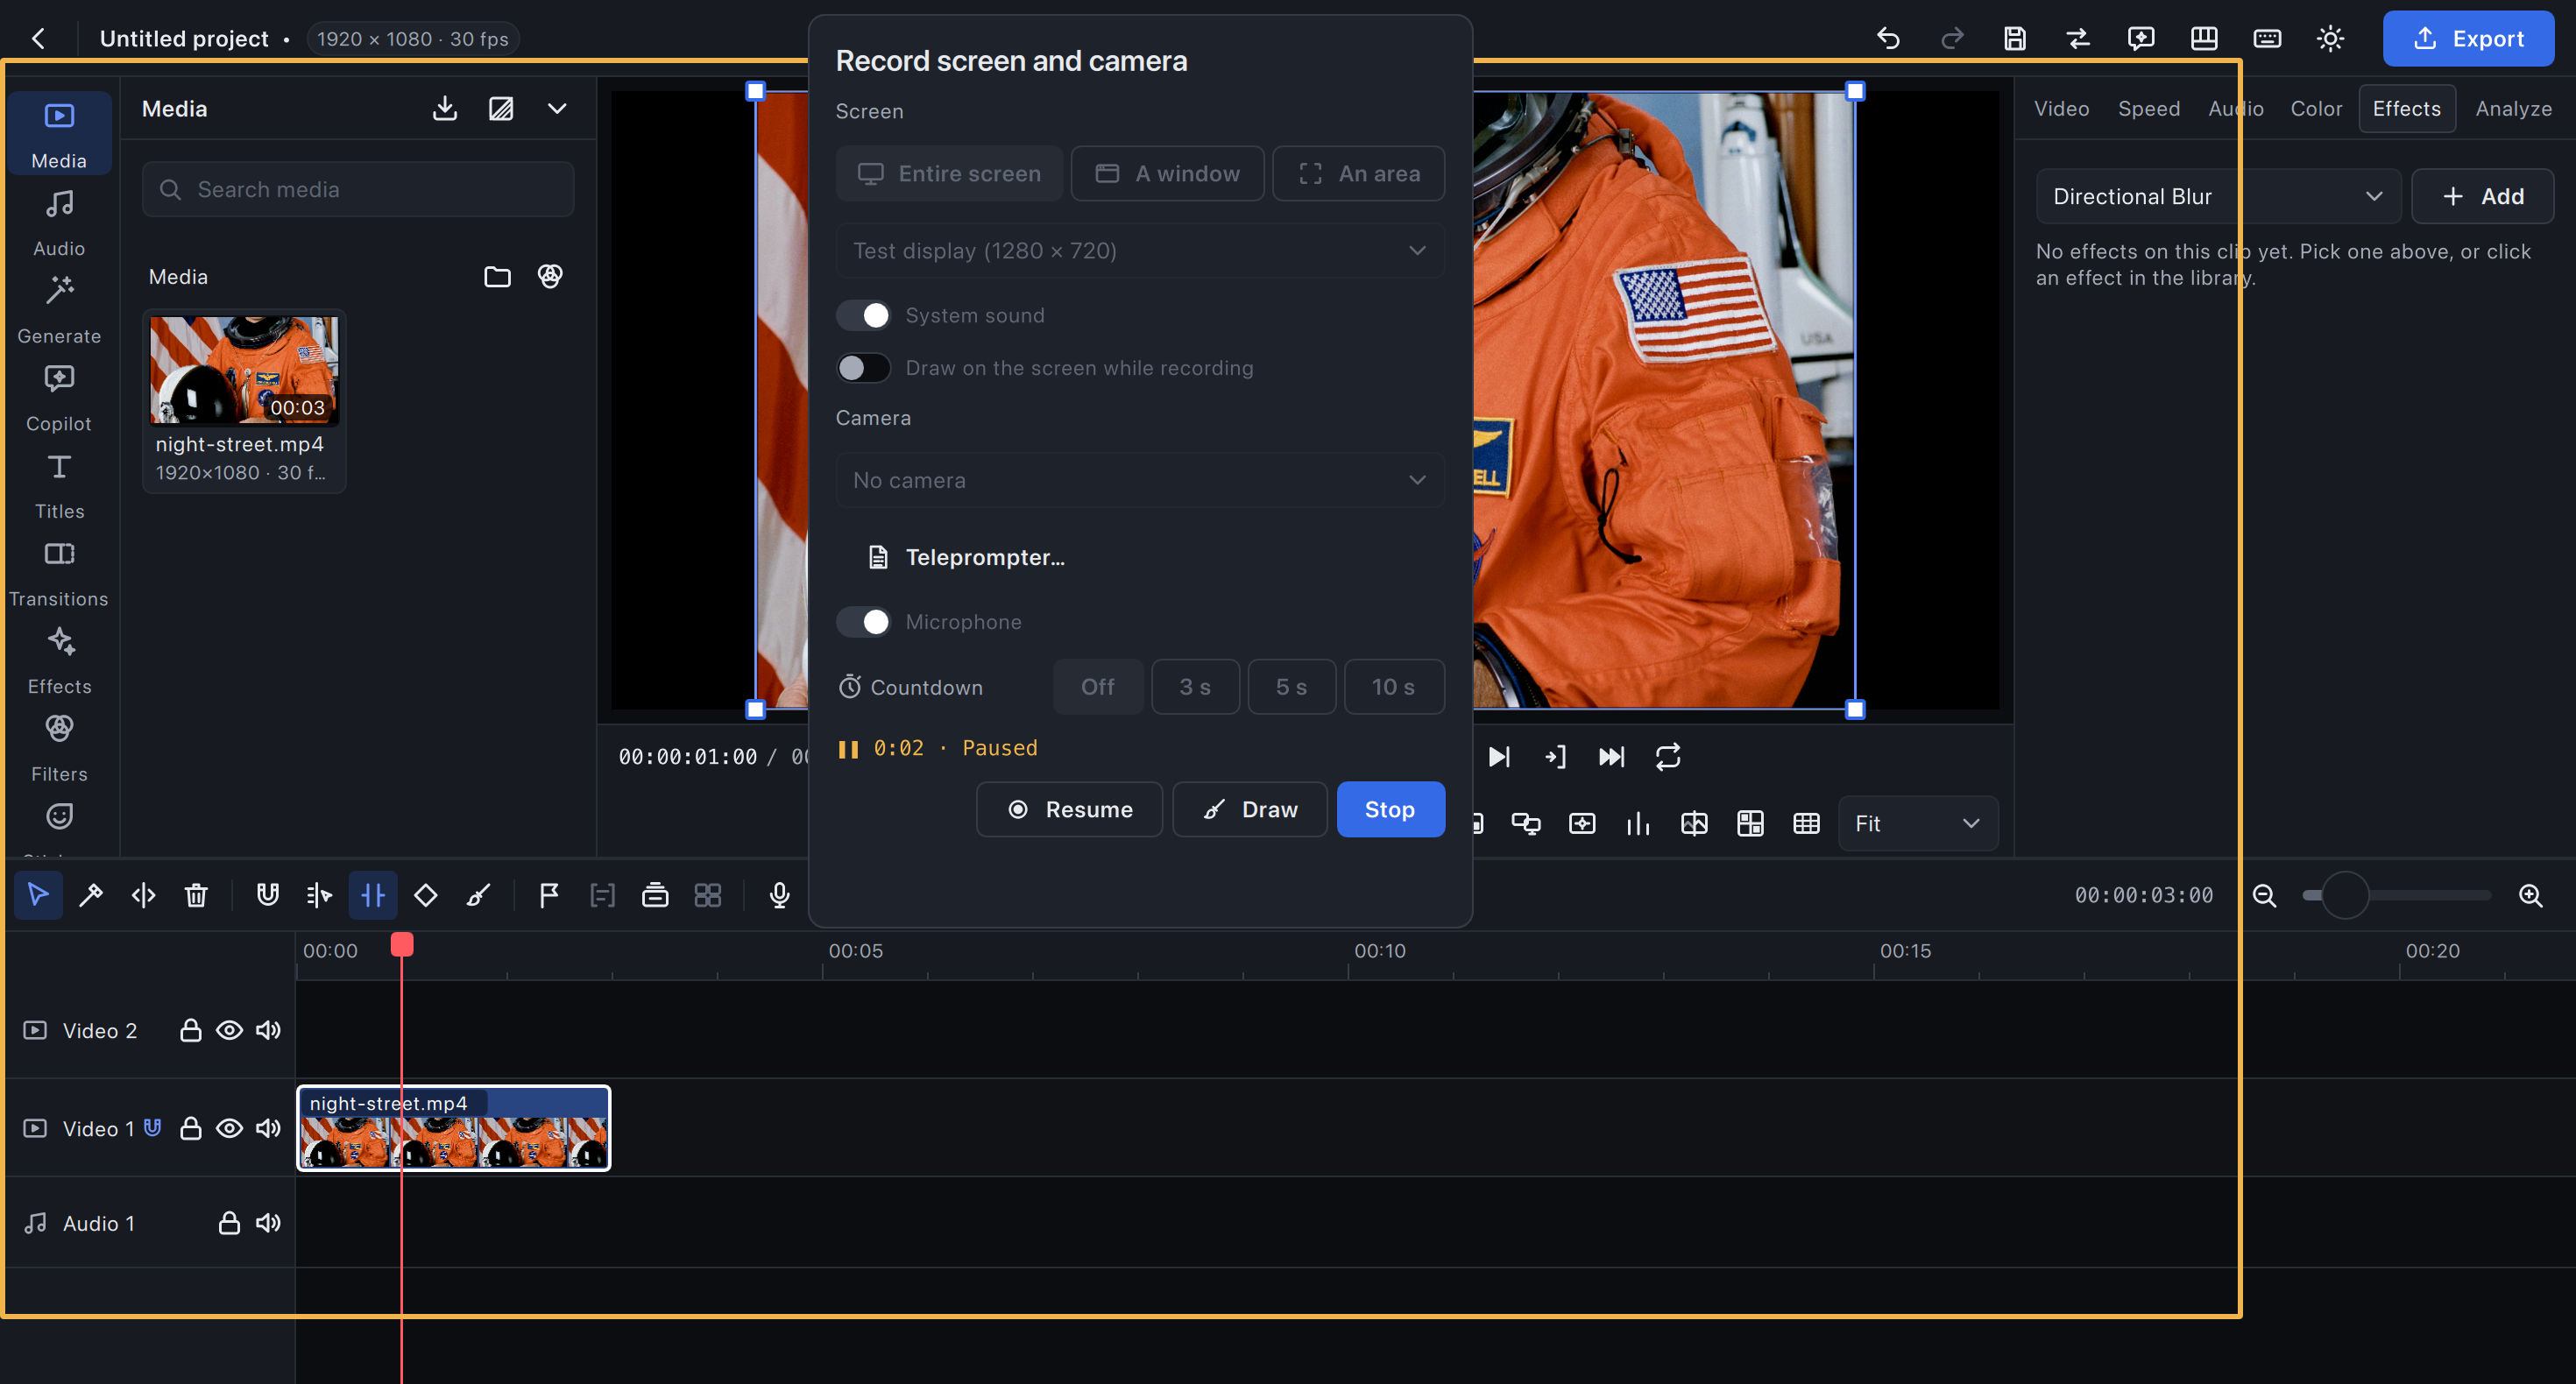 Untitled project •
1920 × 1080 · 30 fps
Export
Media
Audio
Generate
Copilot
Titles
Transitions
Effects
Filters
Media
Search media
Media
00:03
night-street.mp4
1920×1080 · 30 f…
Record screen and camera
Screen
Entire screen
A window
An area
Test display (1280 × 720)
System sound
Draw on the screen while recording
Camera
No camera
Teleprompter…
Microphone
Countdown
Off
3 s
5 s
10 s
0:02 · Paused
Resume
Draw
Stop
USA
ELL
Video
Speed
Audio
Color
Effects
Analyze
Directional Blur
Add
No effects on this clip yet. Pick one above, or click
an effect in the library.
00:00:01:00 /
Fit
00:00:03:00
00:00
00:05
00:10
00:15
00:20
Video 2
Video 1
night-street.mp4
Audio 1